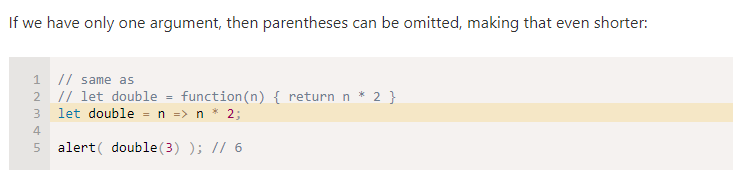 If we have only one argument, then parentheses can be omitted, making that even shorter:
1 // same as
2 // let double = function(n) { return n * 2 }
3 let double = n => n * 2;
4
5 alert( double(3) ); // 6